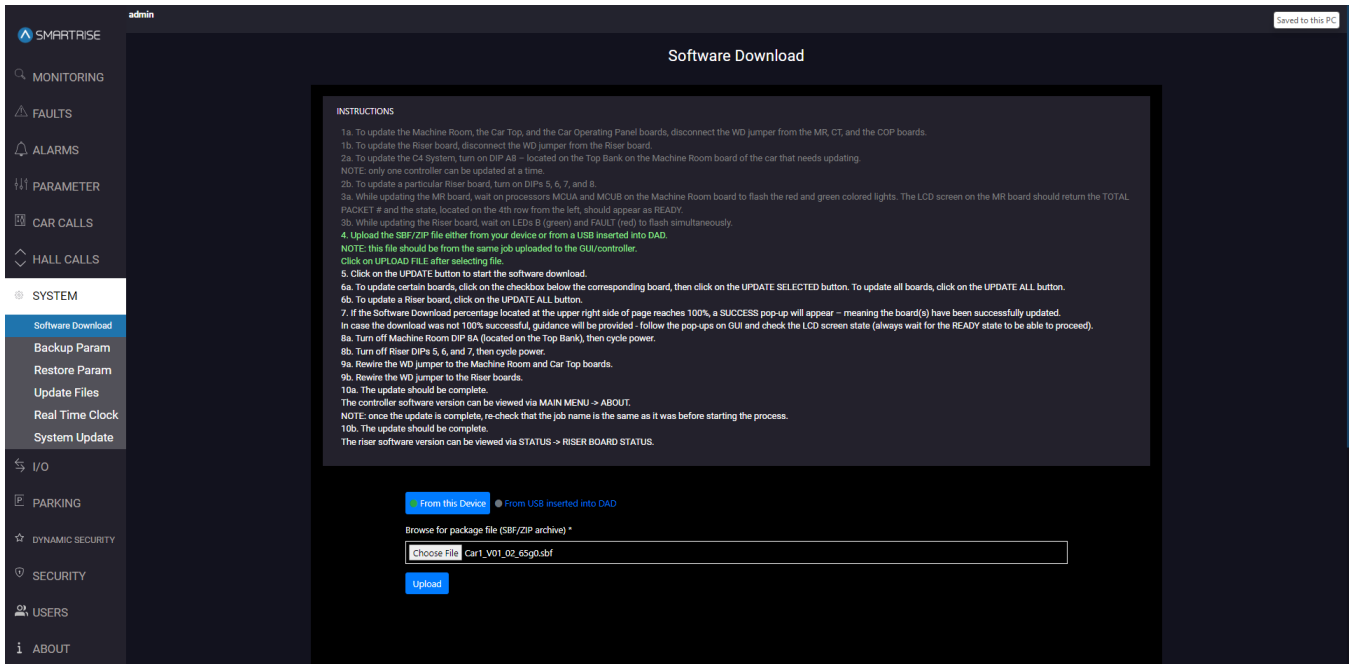 admin
Saved to this PC
SMARTRISE
MONITORING
FAULTS
ALARMS
PARAMETER
CAR CALLS
HALL CALLS
SYSTEM
Software Download
Backup Param
Restore Param
Update Files
Real Time Clock
System Update
I/O
PARKING
DYNAMIC SECURITY
SECURITY
USERS
ABOUT
Software Download
INSTRUCTIONS
1a. To update the Machine Room, the Car Top, and the Car Operating Panel boards, disconnect the WD jumper from the MR, CT, and the COP boards.
1b. To update the Riser board, disconnect the WD jumper from the Riser board.
2a. To update the C4 System, turn on DIP A8 – located on the Top Bank on the Machine Room board of the car that needs updating.
NOTE: only one controller can be updated at a time.
2b. To update a particular Riser board, turn on DIPs 5, 6, 7, and 8.
3a. While updating the MR board, wait on processors MCUA and MCUB on the Machine Room board to flash the red and green colored lights. The LCD screen on the MR board should return the TOTAL
PACKET # and the state, located on the 4th row from the left, should appear as READY.
3b. While updating the Riser board, wait on LEDs B (green) and FAULT (red) to flash simultaneously.
4. Upload the SBF/ZIP file either from your device or from a USB inserted into DAD.
NOTE: this file should be from the same job uploaded to the GUI/controller.
Click on UPLOAD FILE after selecting file.
5. Click on the UPDATE button to start the software download.
6a. To update certain boards, click on the checkbox below the corresponding board, then click on the UPDATE SELECTED button. To update all boards, click on the UPDATE ALL button.
6b. To update a Riser board, click on the UPDATE ALL button.
7. If the Software Download percentage located at the upper right side of page reaches 100%, a SUCCESS pop-up will appear – meaning the board(s) have been successfully updated.
In case the download was not 100% successful, guidance will be provided - follow the pop-ups on GUI and check the LCD screen state (always wait for the READY state to be able to proceed).
8a. Turn off Machine Room DIP 8A (located on the Top Bank), then cycle power.
8b. Turn off Riser DIPs 5, 6, and 7, then cycle power.
9a. Rewire the WD jumper to the Machine Room and Car Top boards.
9b. Rewire the WD jumper to the Riser boards.
10a. The update should be complete.
The controller software version can be viewed via MAIN MENU -> ABOUT.
NOTE: once the update is complete, re-check that the job name is the same as it was before starting the process.
10b. The update should be complete.
The riser software version can be viewed via STATUS -> RISER BOARD STATUS.
From this Device From USB inserted into DAD
Browse for package file (SBF/ZIP archive) *
Choose File Car1_V01_02_65g0.sbf
Upload